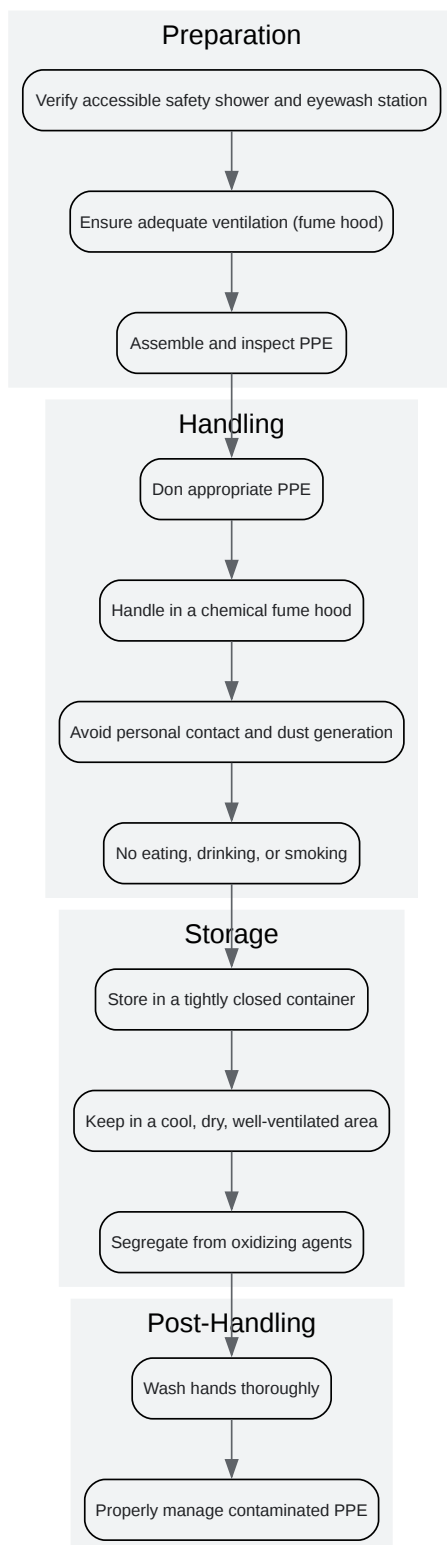 Preparation
Verify accessible safety shower and eyewash station
Ensure adequate ventilation (fume hood)
Assemble and inspect PPE
Handling
Don appropriate PPE
Handle in a chemical fume hood
Avoid personal contact and dust generation
No eating, drinking, or smoking
Storage
Store in a tightly closed container
Keep in a cool, dry, well-ventilated area
Segregate from oxidizing agents
Post-Handling
Wash hands thoroughly
Properly manage contaminated PPE